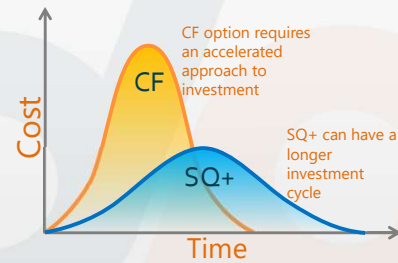 CF option requires
an accelerated
approach to
investment
CF
Cost
SQ+ can have a
longer
investment
cycle
SQ+
Time